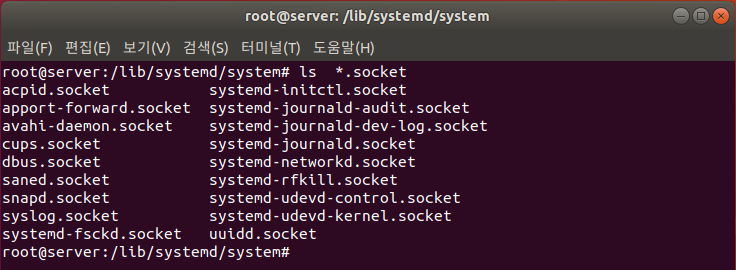 root@server: /lib/systemd/system
파일(F) 편집(E) 보기(V) 검색(S) 터미널(T) 도움말(H)
root@server:/lib/systemd/system# ls  *.socket
acpid.socket           systemd-initctl.socket
apport-forward.socket  systemd-journald-audit.socket
avahi-daemon.socket    systemd-journald-dev-log.socket
cups.socket            systemd-journald.socket
dbus.socket            systemd-networkd.socket
saned.socket           systemd-rfkill.socket
snapd.socket           systemd-udevd-control.socket
syslog.socket          systemd-udevd-kernel.socket
systemd-fsckd.socket   uuidd.socket
root@server:/lib/systemd/system#